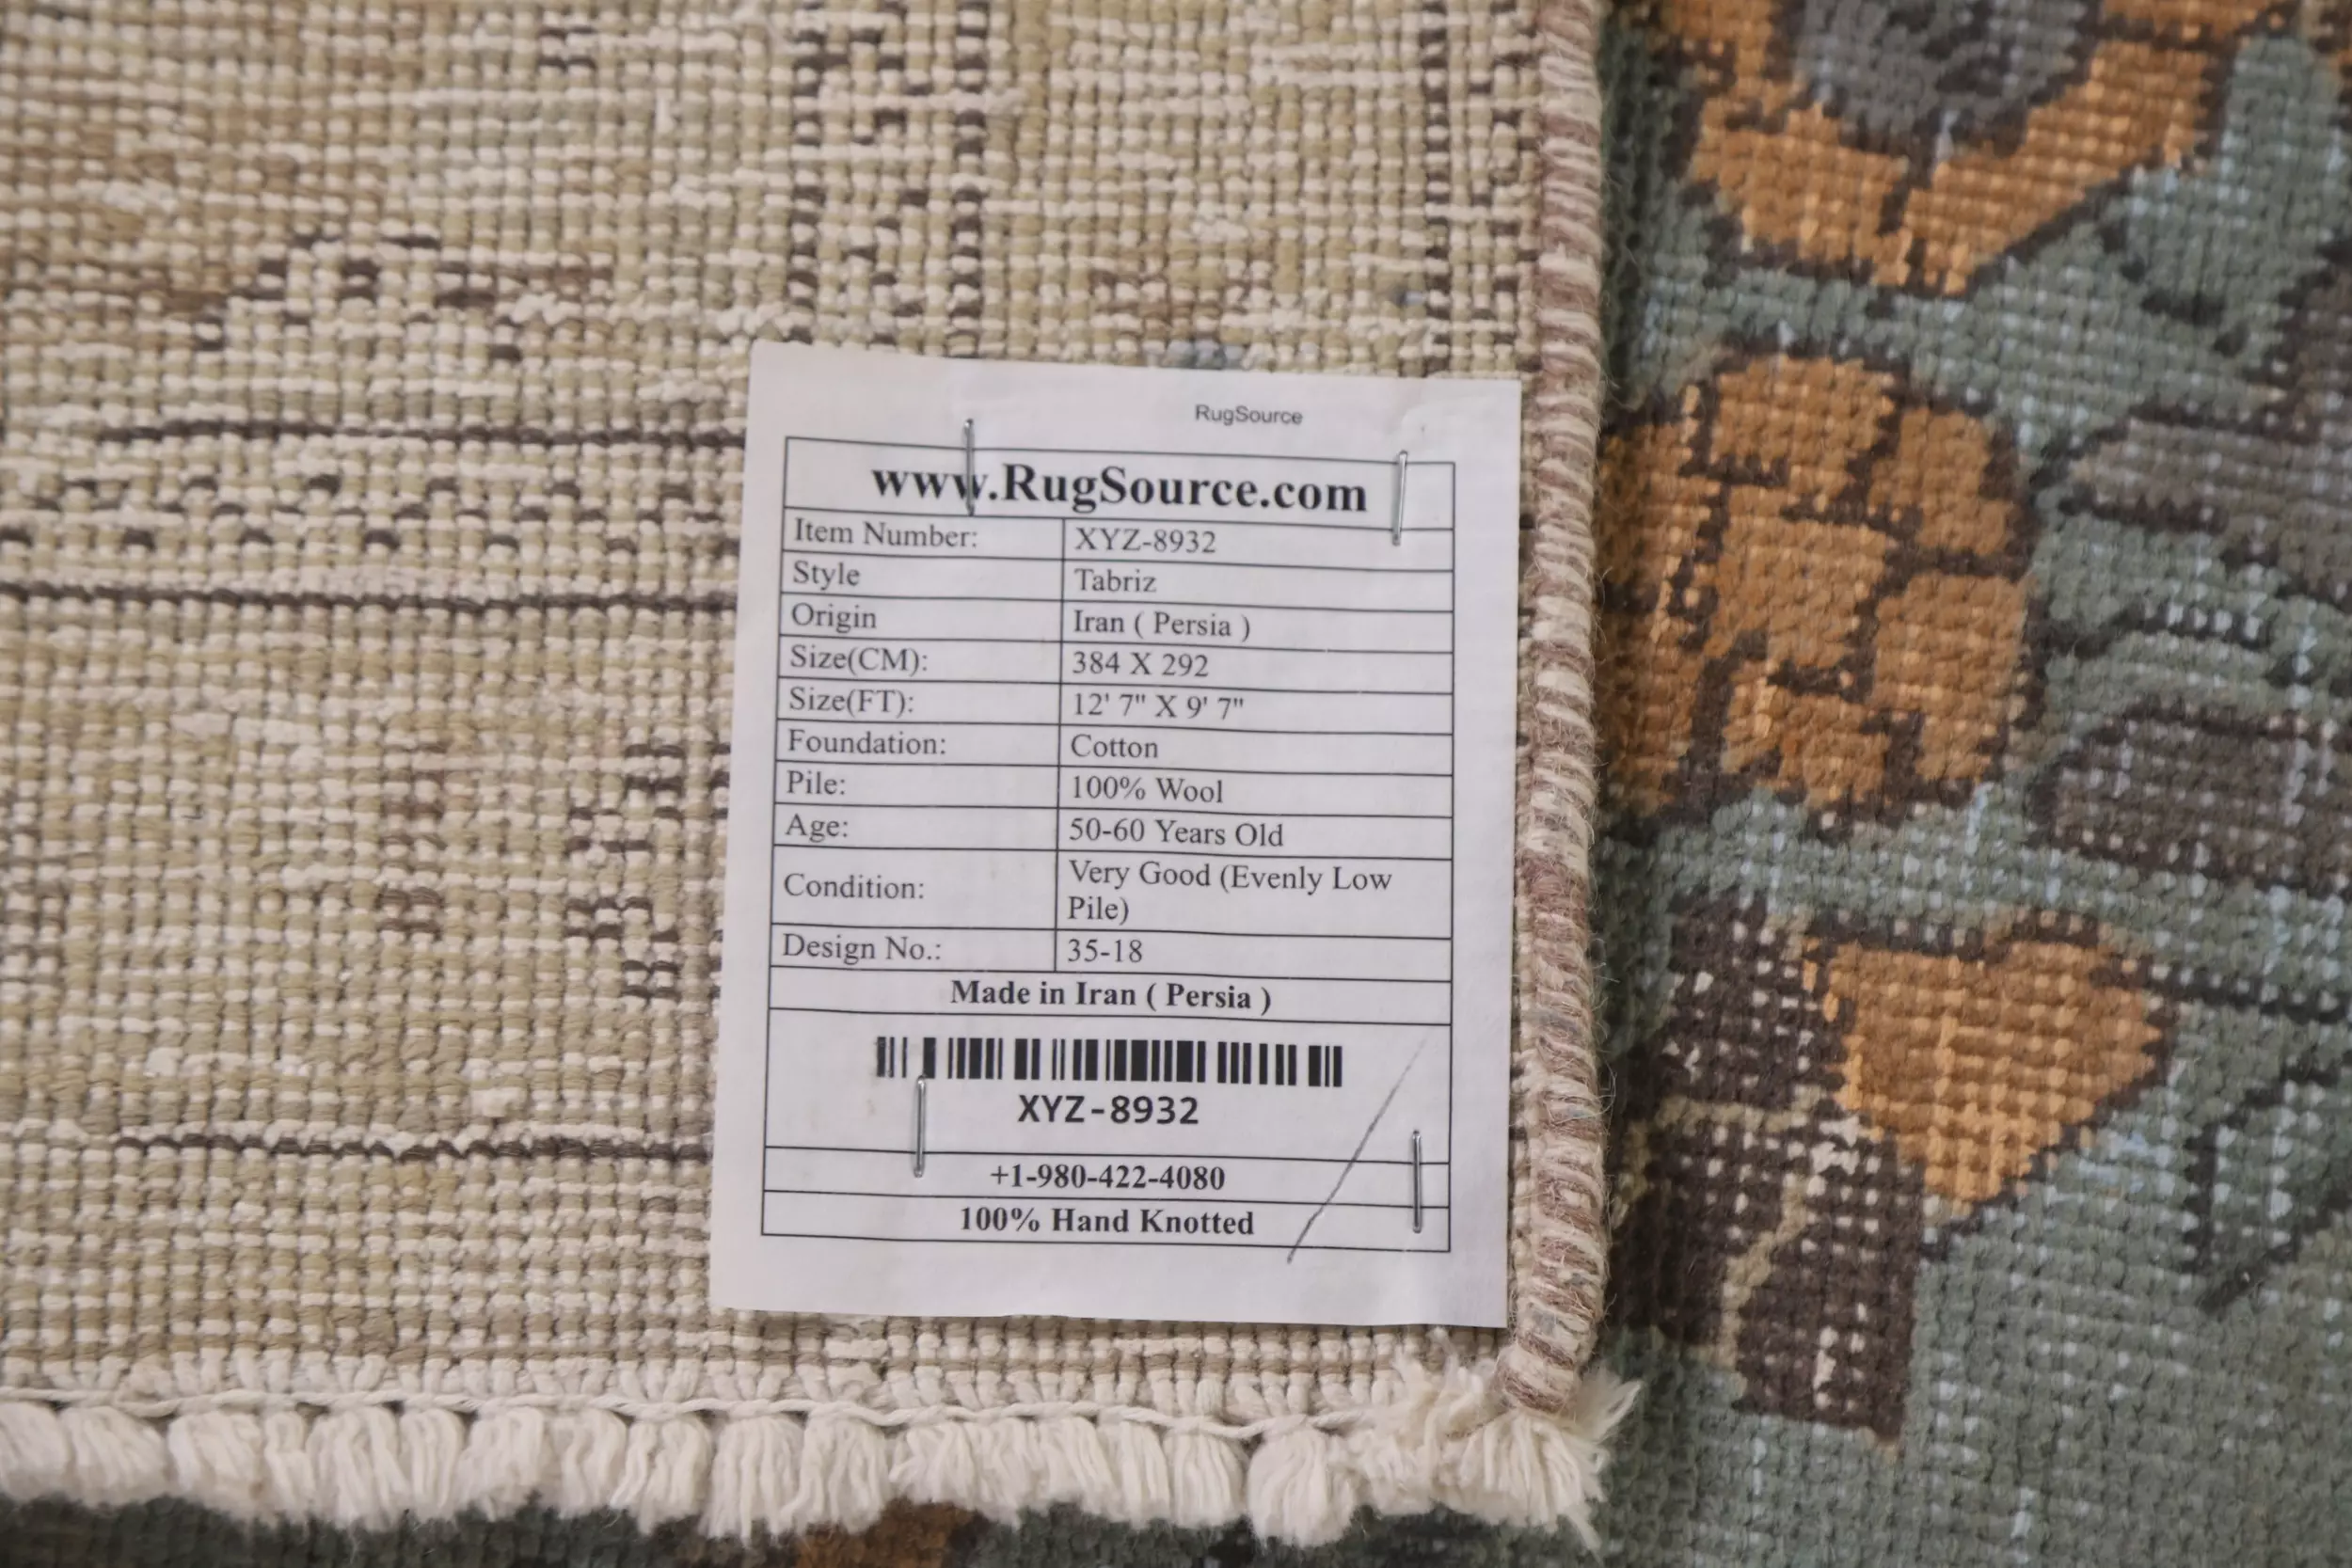 RugSource
www.RugSource.com
Item Number: XYZ-8932
Style Tabriz
Origin Iran ( Persia )
Size(CM): 384 X 292
Size(FT): 12' 7" X 9' 7"
Foundation: Cotton
Pile: 100% Wool
Age: 50-60 Years Old
Condition: Very Good (Evenly Low
Pile)
Design No.: 35-18
Made in Iran ( Persia )
XYZ-8932
+1-980-422-4080
100% Hand Knotted